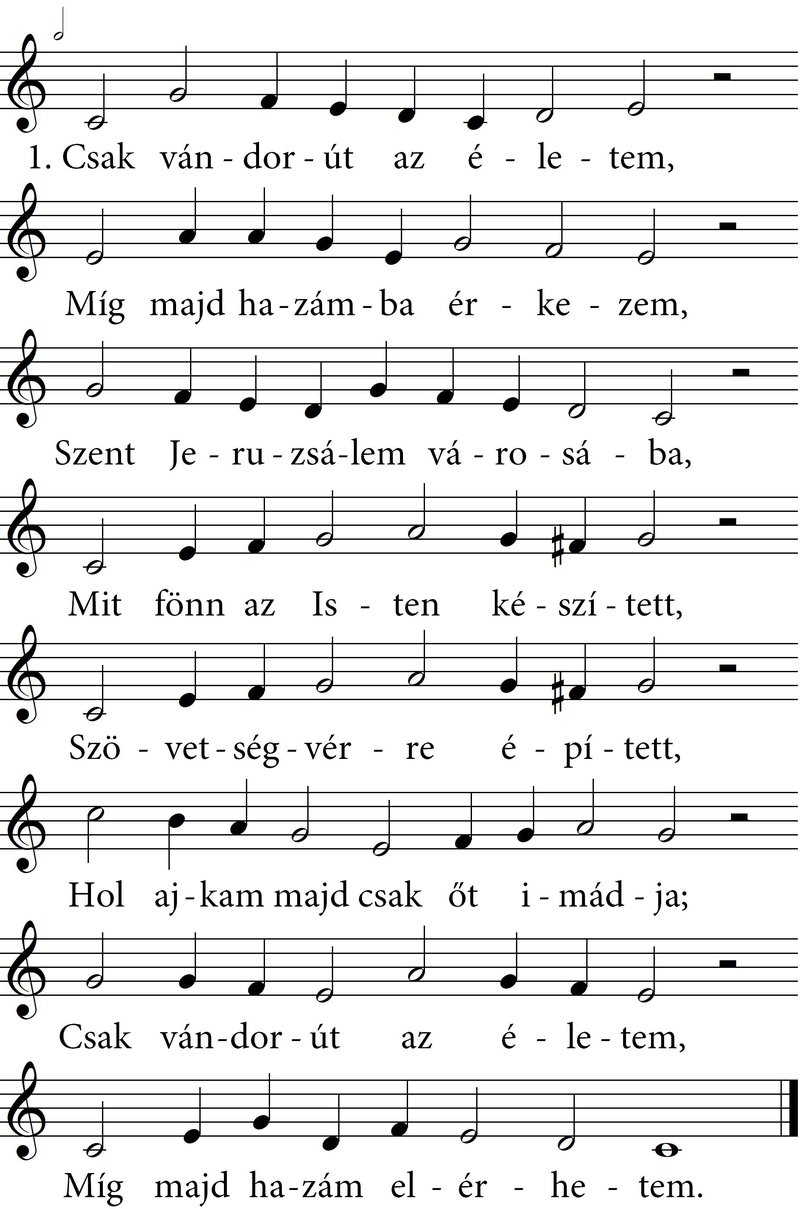 1. Csak ván - dor - út az é - le - tem,
Míg majd ha - zám - ba ér - ke - zem,
Szent Je - ru - zsá - lem vá - ro - sá - ba,
Mit fönn az Is - ten ké - szí - tett,
Szö - vet - ség - vér - re é - pí - tett,
Hol aj - kam majd csak őt i - mád - ja;
Csak ván - dor - út az é - le - tem,
Míg majd ha - zám el - ér - he - tem.